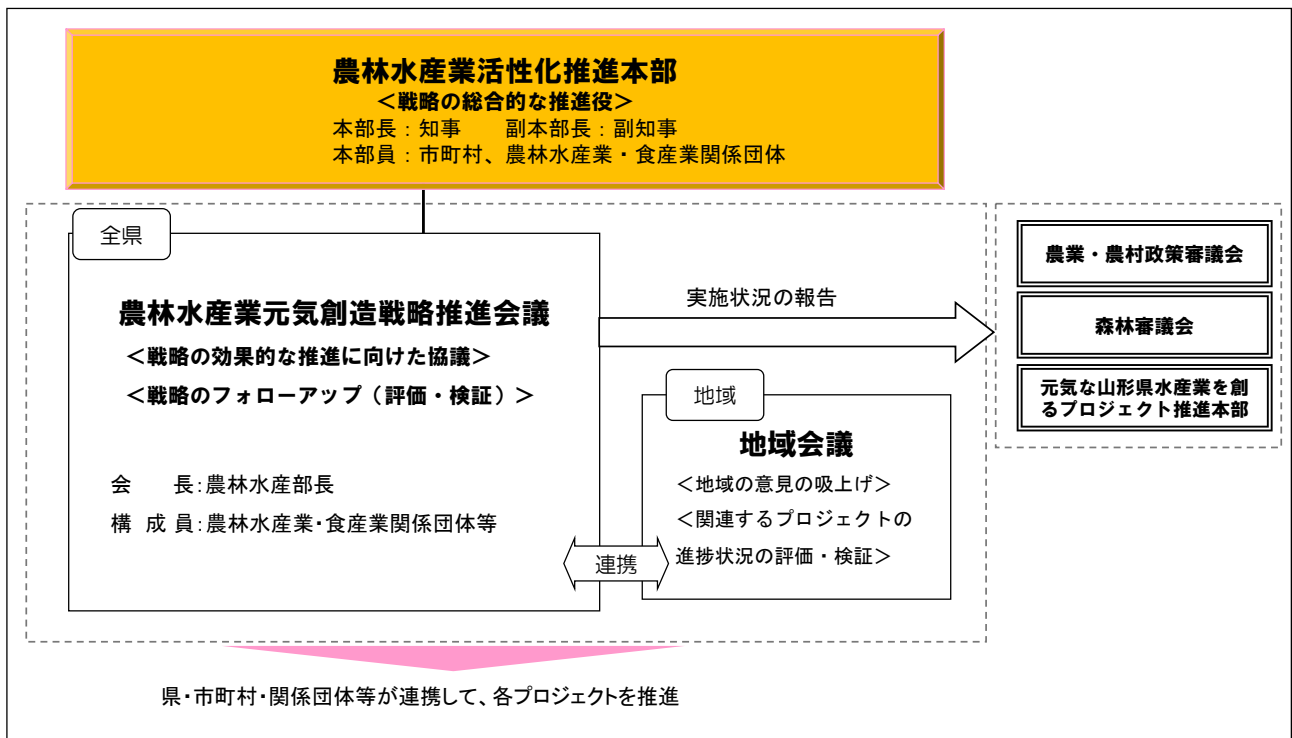 農林水産業活性化推進本部
＜戦略の総合的な推進役＞
本部長：知事　　副本部長：副知事
本部員：市町村、農林水産業・食産業関係団体
全県
農林水産業元気創造戦略推進会議
＜戦略の効果的な推進に向けた協議＞
＜戦略のフォローアップ（評価・検証）＞
会　　長：農林水産部長
構 成 員：農林水産業・食産業関係団体等
実施状況の報告
地域
地域会議
＜地域の意見の吸上げ＞
＜関連するプロジェクトの
進捗状況の評価・検証＞
連携
農業・農村政策審議会
森林審議会
元気な山形県水産業を創
るプロジェクト推進本部
県・市町村・関係団体等が連携して、各プロジェクトを推進